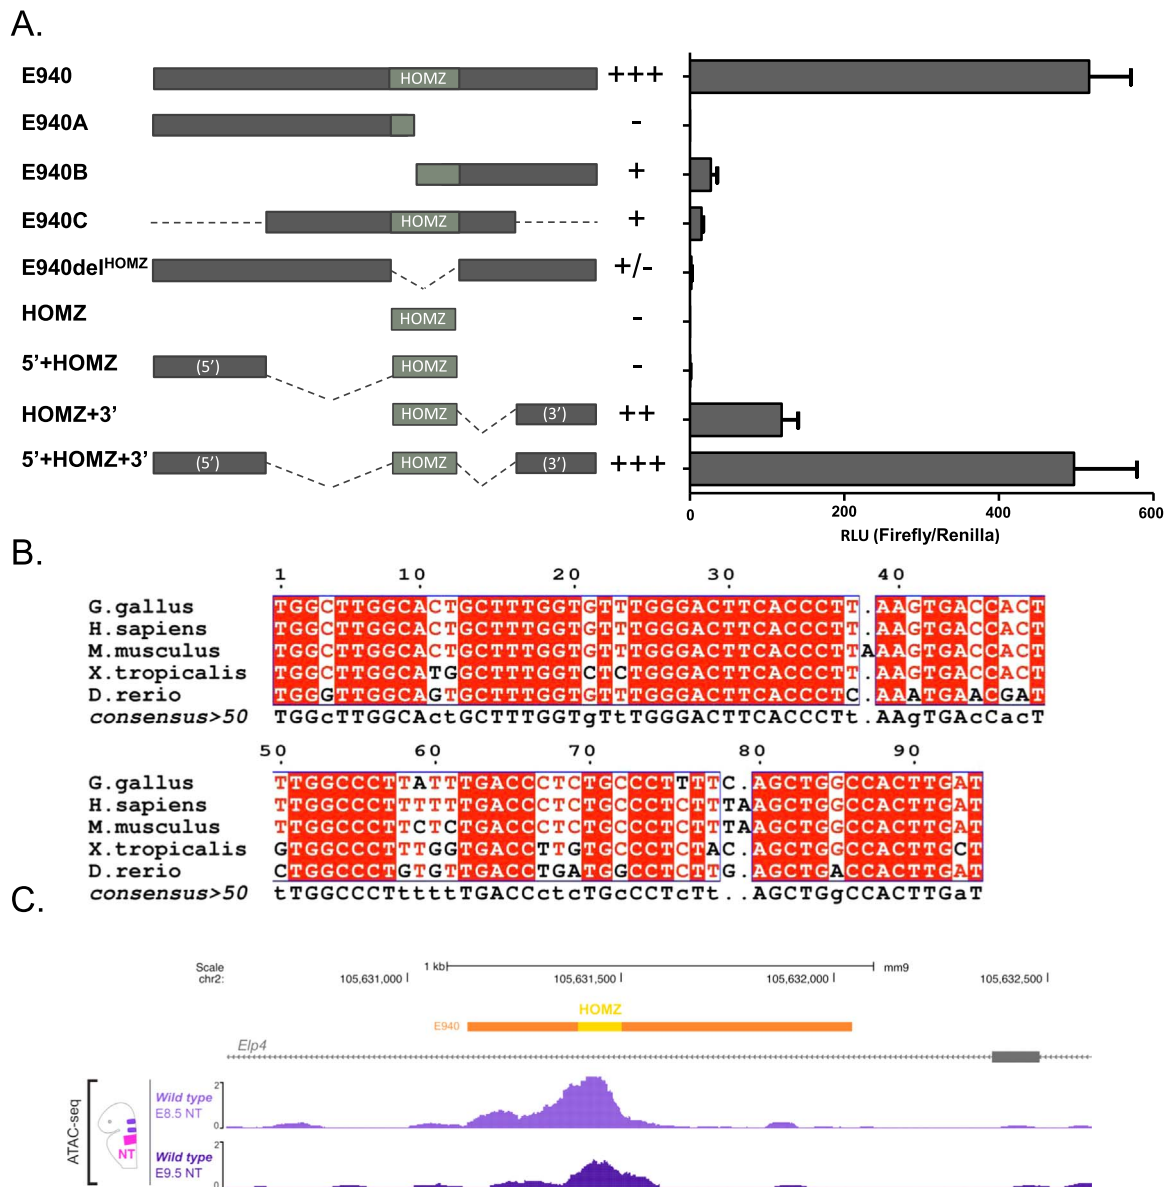 A.
E940 HOMZ +++
E940A -
E940B +
E940C HOMZ +
E940delHOMZ +/-
HOMZ HOMZ -
5'+HOMZ (5') HOMZ -
HOMZ+3' HOMZ (3') ++
5'+HOMZ+3' (5') HOMZ (3') +++
0 200 400 600
RLU (Firefly/Renilla)
B.
1 10 20 30 40
G.gallus TGGCTTGGCACTGCTTTGGTGTTTGGGACTTCACCCTT.AAGTGACCACT
H.sapiens TGGCTTGGCACTGCTTTGGTGTTTGGGACTTCACCCTT.AAGTGACCACT
M.musculus TGGCTTGGCACTGCTTTGGTGTTTGGGACTTCACCCTTAAAGTGACCACT
X.tropicalis TGGCTTGGCATGGCTTTGGTCTCTGGGACTTCACCCTT.AAGTGACCACT
D.rerio TGGGTTGGCAGTGCTTTGGTGTTTGGGACTTCACCCTC.AAATGAACGAT
consensus>50 TGGcTTGGCActGCTTTGGTgTtTGGGACTTCACCCTt.AAgTGAcCacT
50 60 70 80 90
G.gallus TTGGCCCTTATTTGACCCTCTGCCCTTTTC.AGCTGGCCACTTGAT
H.sapiens TTGGCCCTTTTTTGACCCTCTGCCCTCTTTAAGCTGGCCACTTGAT
M.musculus TTGGCCCTTCTCTGACCCTCTGCCCTCTTTAAGCTGGCCACTTGAT
X.tropicalis GTGGCCCTTTGGTGACCTTGTGCCCTCTAC.AGCTGGCCACTTGCT
D.rerio CTGGCCCTGTGTTGACCTGATGGCCTCTTG.AGCTGACCACTTGAT
consensus>50 tTGGCCCTttttTGACCctcTGcCCTcTt..AGCTGgCCACTTGaT
C.
Scale 1 kb mm9
chr2: 105,631,000 105,631,500 105,632,000 105,632,500
HOMZ
E940
Elp4
ATAC-seq
NT
Wild type
E8.5 NT
2
0
Wild type
E9.5 NT
2
0